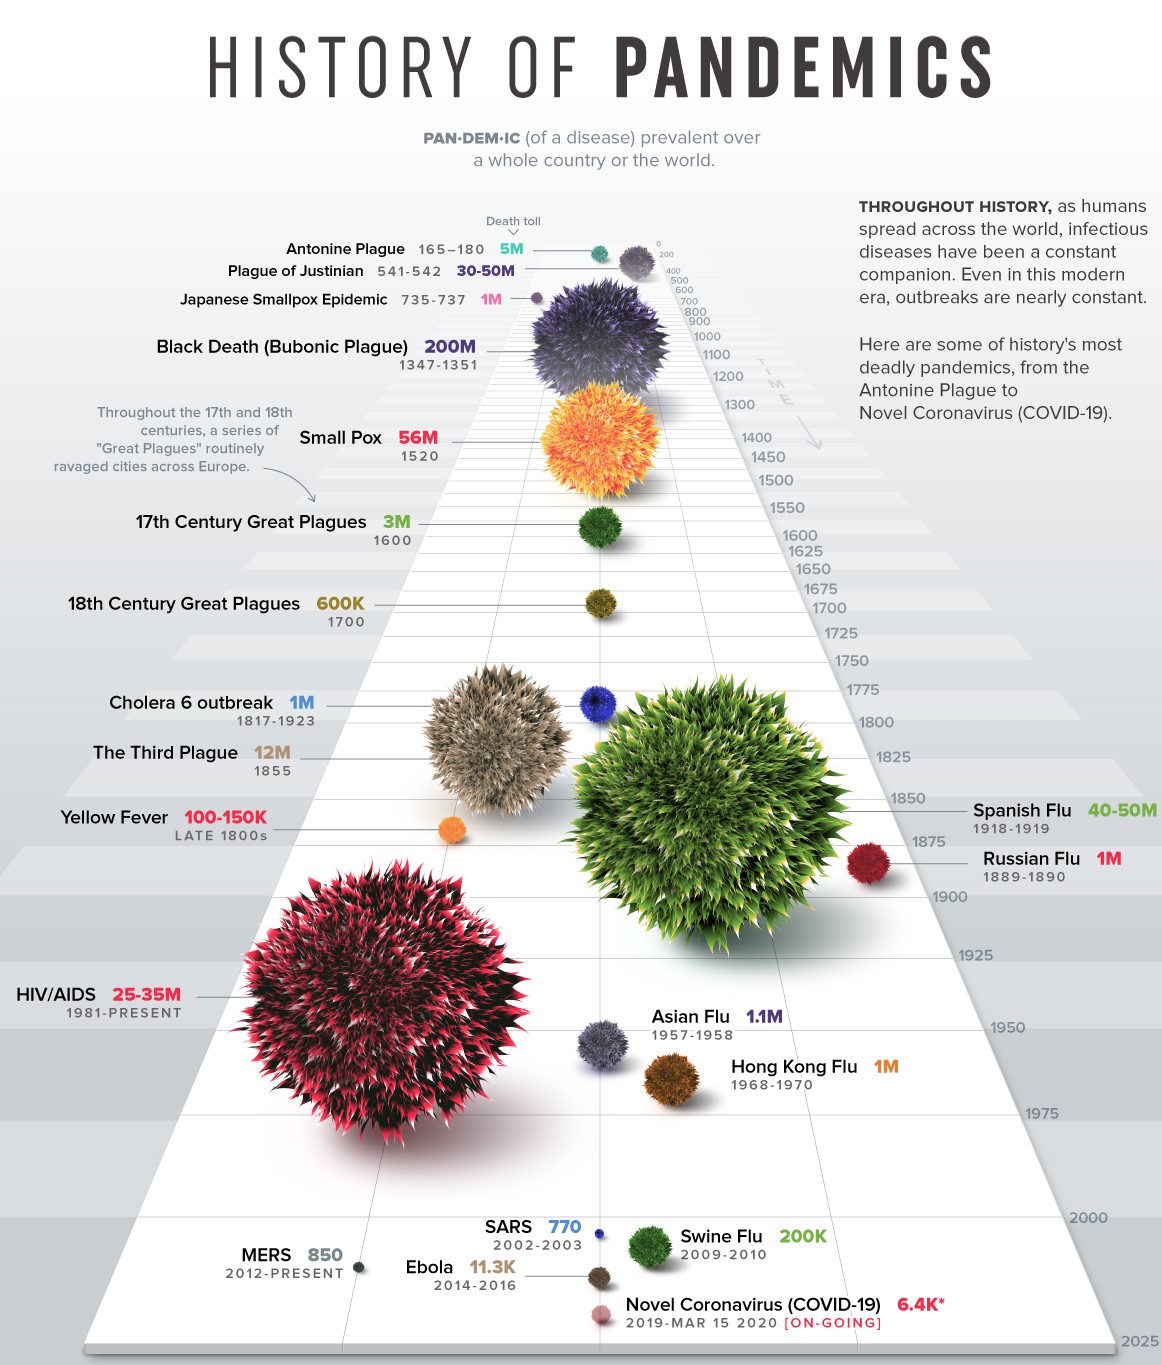 HISTORY OF PANDEMICS
PAN·DEM·IC (of a disease) prevalent over
a whole country or the world.
THROUGHOUT HISTORY, as humans
spread across the world, infectious
diseases have been a constant
companion. Even in this modern
era, outbreaks are nearly constant.
Here are some of history's most
deadly pandemics, from the
Antonine Plague to
Novel Coronavirus (COVID-19).
Death toll
Antonine Plague 165–180 5M
Plague of Justinian 541-542 30-50M
Japanese Smallpox Epidemic 735-737 1M
Black Death (Bubonic Plague) 200M
1347-1351
Throughout the 17th and 18th
centuries, a series of
"Great Plagues" routinely
ravaged cities across Europe.
Small Pox 56M
1520
17th Century Great Plagues 3M
1600
18th Century Great Plagues 600K
1700
Cholera 6 outbreak 1M
1817-1923
The Third Plague 12M
1855
Yellow Fever 100-150K
LATE 1800s
Spanish Flu 40-50M
1918-1919
Russian Flu 1M
1889-1890
HIV/AIDS 25-35M
1981-PRESENT
Asian Flu 1.1M
1957-1958
Hong Kong Flu 1M
1968-1970
SARS 770
2002-2003
Swine Flu 200K
2009-2010
MERS 850
2012-PRESENT
Ebola 11.3K
2014-2016
Novel Coronavirus (COVID-19) 6.4K*
2019-MAR 15 2020 [ON-GOING]
TIME
0
200
400
500
600
700
800
900
1000
1100
1200
1300
1400
1450
1500
1550
1600
1625
1650
1675
1700
1725
1750
1775
1800
1825
1850
1875
1900
1925
1950
1975
2000
2025